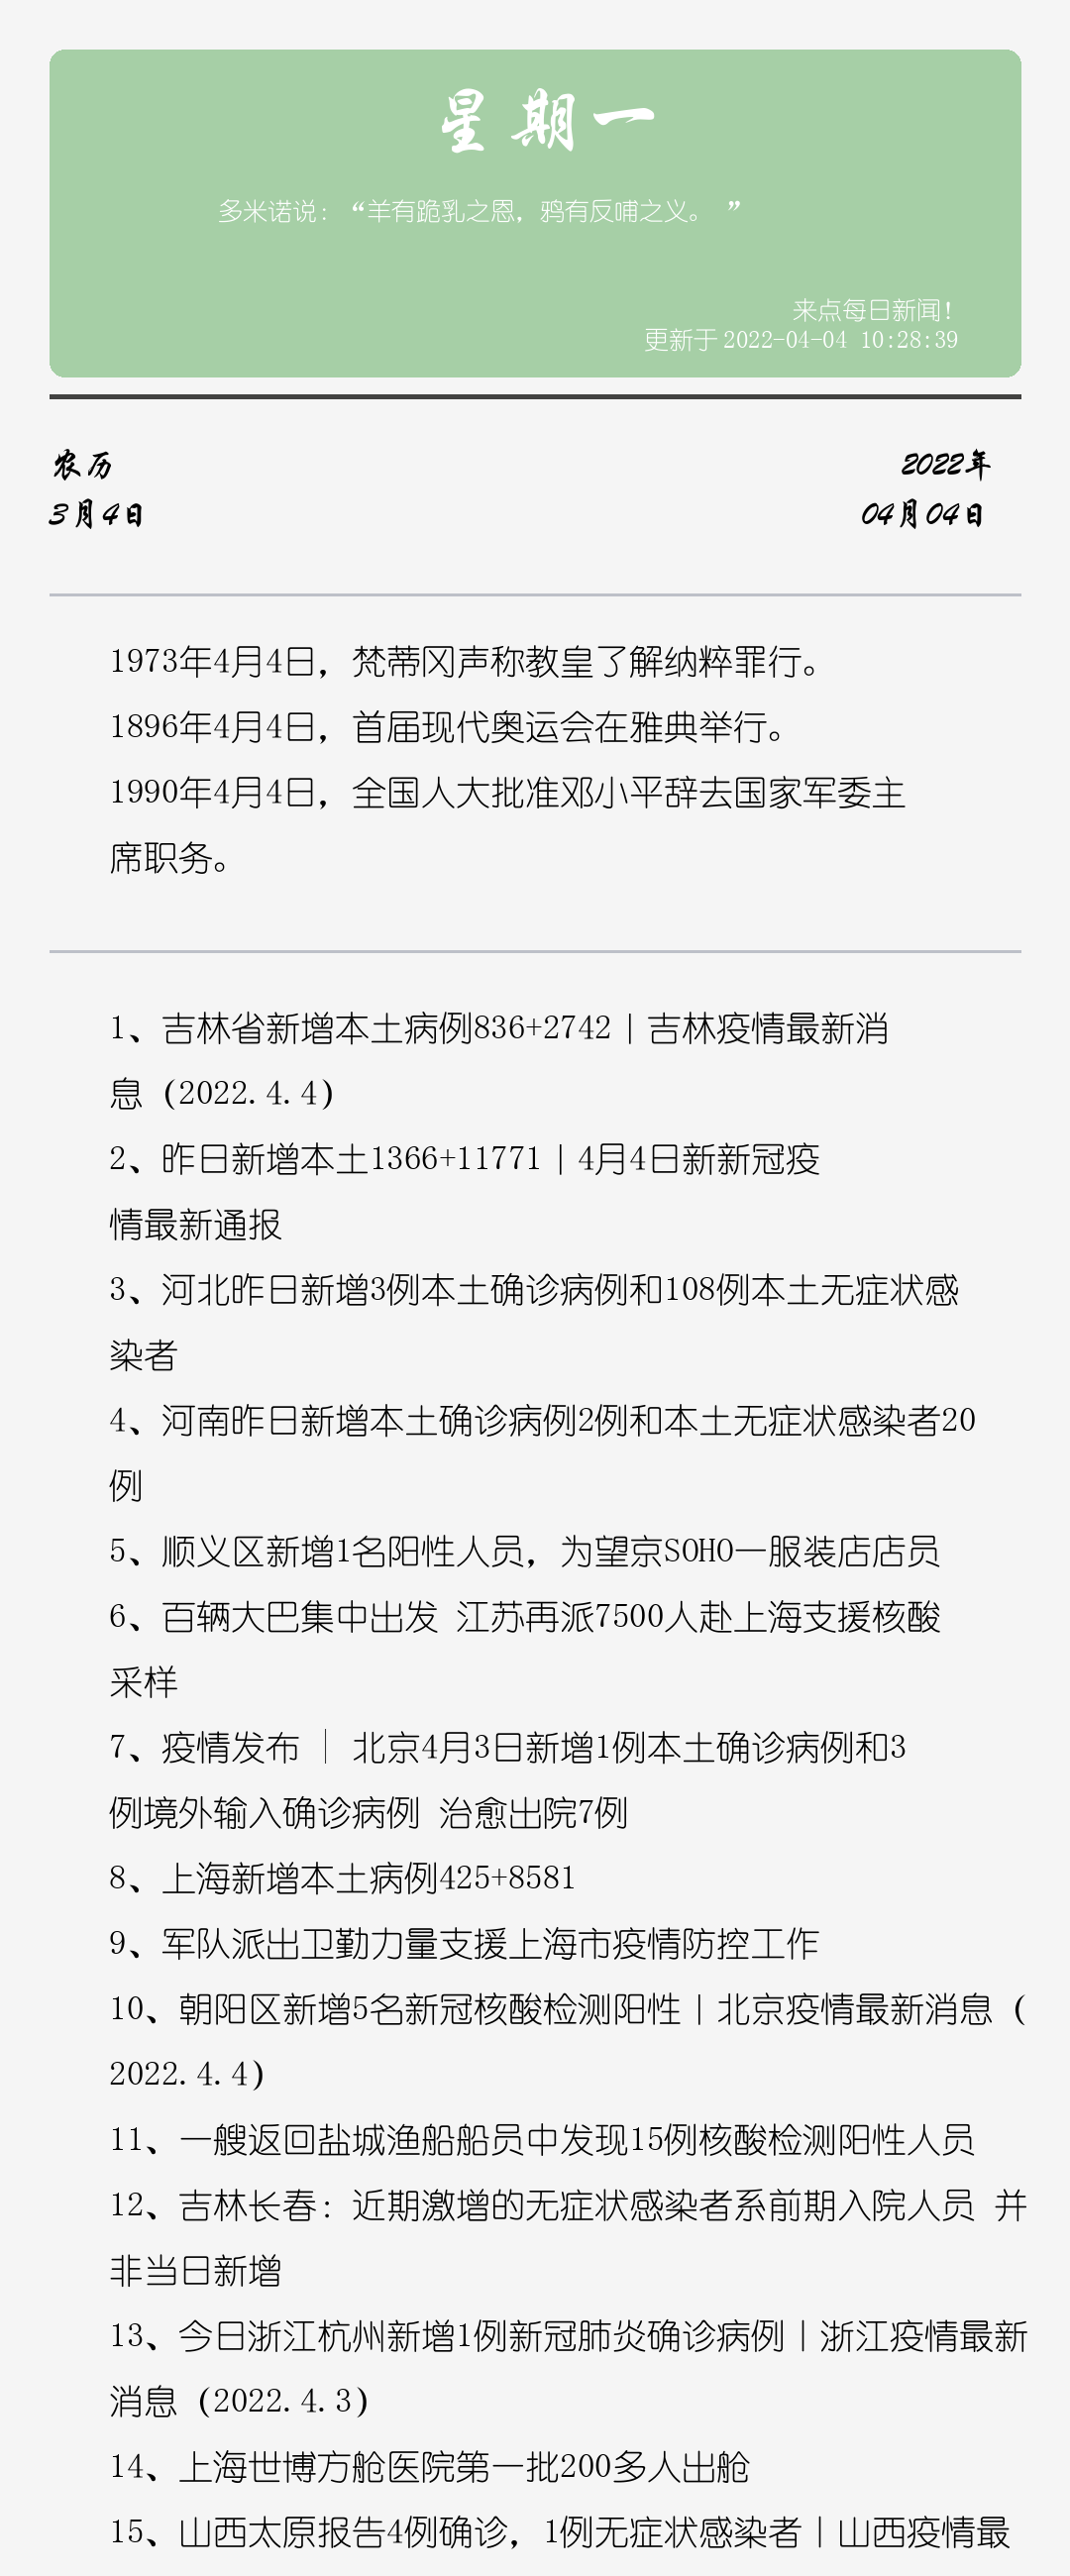 星期一
多米诺说：“羊有跪乳之恩，鸦有反哺之义。 ”
来点每日新闻！
更新于 2022-04-04 10:28:39
农历
2022年
3月4日
04月04日
1973年4月4日，梵蒂冈声称教皇了解纳粹罪行。
1896年4月4日，首届现代奥运会在雅典举行。
1990年4月4日，全国人大批准邓小平辞去国家军委主
席职务。
1、吉林省新增本土病例836+2742丨吉林疫情最新消
息（2022.4.4）
2、昨日新增本土1366+11771丨4月4日新新冠疫
情最新通报
3、河北昨日新增3例本土确诊病例和108例本土无症状感
染者
4、河南昨日新增本土确诊病例2例和本土无症状感染者20
例
5、顺义区新增1名阳性人员，为望京SOHO一服装店店员
6、百辆大巴集中出发 江苏再派7500人赴上海支援核酸
采样
7、疫情发布 │ 北京4月3日新增1例本土确诊病例和3
例境外输入确诊病例 治愈出院7例
8、上海新增本土病例425+8581
9、军队派出卫勤力量支援上海市疫情防控工作
10、朝阳区新增5名新冠核酸检测阳性丨北京疫情最新消息（
2022.4.4）
11、一艘返回盐城渔船船员中发现15例核酸检测阳性人员
12、吉林长春：近期激增的无症状感染者系前期入院人员 并
非当日新增
13、今日浙江杭州新增1例新冠肺炎确诊病例丨浙江疫情最新
消息（2022.4.3）
14、上海世博方舱医院第一批200多人出舱
15、山西太原报告4例确诊，1例无症状感染者丨山西疫情最